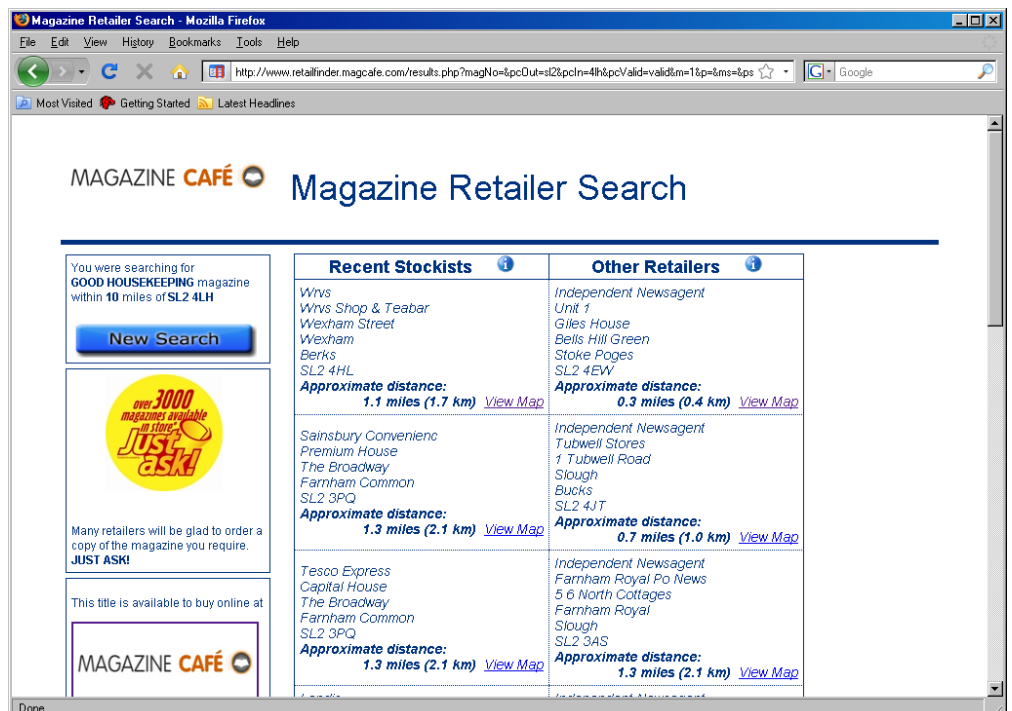 Magazine Retailer Search - Mozilla Firefox
File Edit View History Bookmarks Tools Help
http://www.retailfinder.magcafe.com/results.php?magNo=&pcOut=sl2&pcIn=4lh&pcValid=valid&m=1&p=&ms=&ps
Google
Most Visited Getting Started Latest Headlines
MAGAZINE CAFÉ
Magazine Retailer Search
You were searching for
GOOD HOUSEKEEPING magazine
within 10 miles of SL2 4LH
New Search
over 3000
magazines available
in store*
Just
ask!
Many retailers will be glad to order a
copy of the magazine you require.
JUST ASK!
This title is available to buy online at
MAGAZINE CAFÉ
Recent Stockists
Wrvs
Wrvs Shop & Teabar
Wexham Street
Wexham
Berks
SL2 4HL
Approximate distance:
1.1 miles (1.7 km) View Map
Sainsbury Convenienc
Premium House
The Broadway
Farnham Common
SL2 3PQ
Approximate distance:
1.3 miles (2.1 km) View Map
Tesco Express
Capital House
The Broadway
Farnham Common
SL2 3PQ
Approximate distance:
1.3 miles (2.1 km) View Map
Other Retailers
Independent Newsagent
Unit 1
Giles House
Bells Hill Green
Stoke Poges
SL2 4EW
Approximate distance:
0.3 miles (0.4 km) View Map
Independent Newsagent
Tubwell Stores
1 Tubwell Road
Slough
Bucks
SL2 4JT
Approximate distance:
0.7 miles (1.0 km) View Map
Independent Newsagent
Farnham Royal Po News
5 6 North Cottages
Farnham Royal
Slough
SL2 3AS
Approximate distance:
1.3 miles (2.1 km) View Map
Independent Newsagent
Done